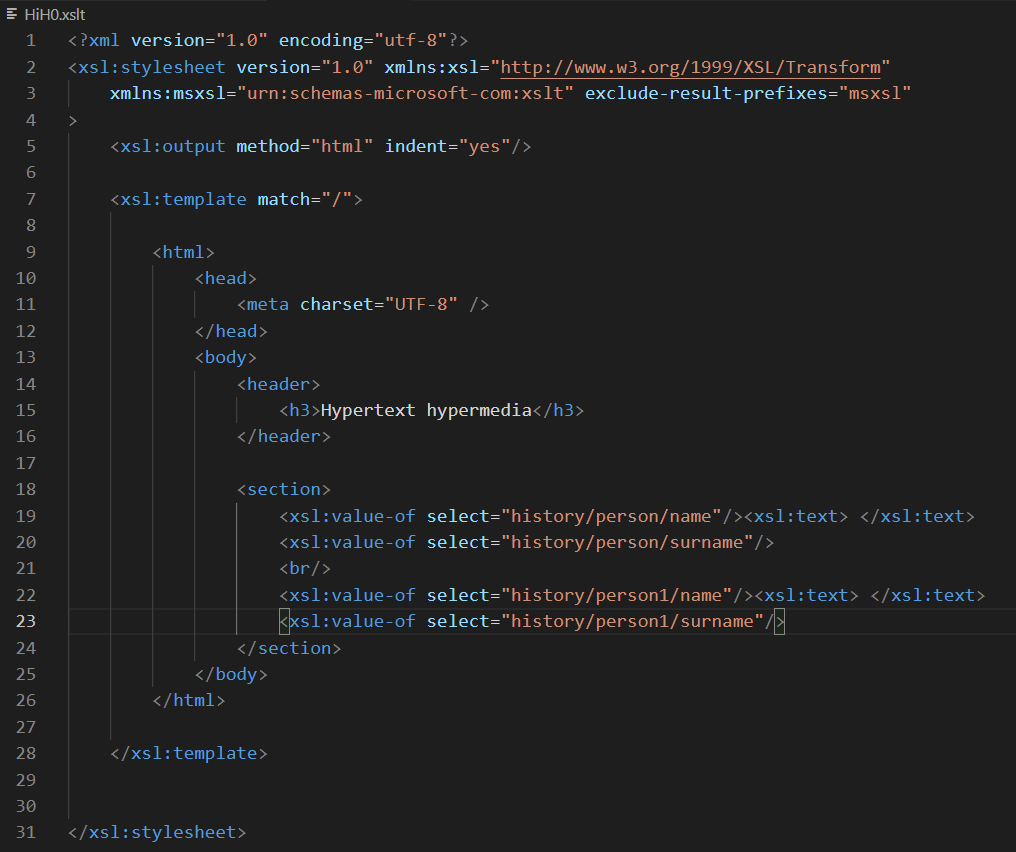 HiH0.xslt
1 <?xml version="1.0" encoding="utf-8"?>
2 <xsl:stylesheet version="1.0" xmlns:xsl="http://www.w3.org/1999/XSL/Transform"
3     xmlns:msxsl="urn:schemas-microsoft-com:xslt" exclude-result-prefixes="msxsl"
4 >
5     <xsl:output method="html" indent="yes"/>
6
7     <xsl:template match="/">
8
9         <html>
10             <head>
11                 <meta charset="UTF-8" />
12             </head>
13             <body>
14                 <header>
15                     <h3>Hypertext hypermedia</h3>
16                 </header>
17
18                 <section>
19                     <xsl:value-of select="history/person/name"/><xsl:text> </xsl:text>
20                     <xsl:value-of select="history/person/surname"/>
21                     <br/>
22                     <xsl:value-of select="history/person1/name"/><xsl:text> </xsl:text>
23                     <xsl:value-of select="history/person1/surname"/>
24                 </section>
25             </body>
26         </html>
27
28     </xsl:template>
29
30
31 </xsl:stylesheet>